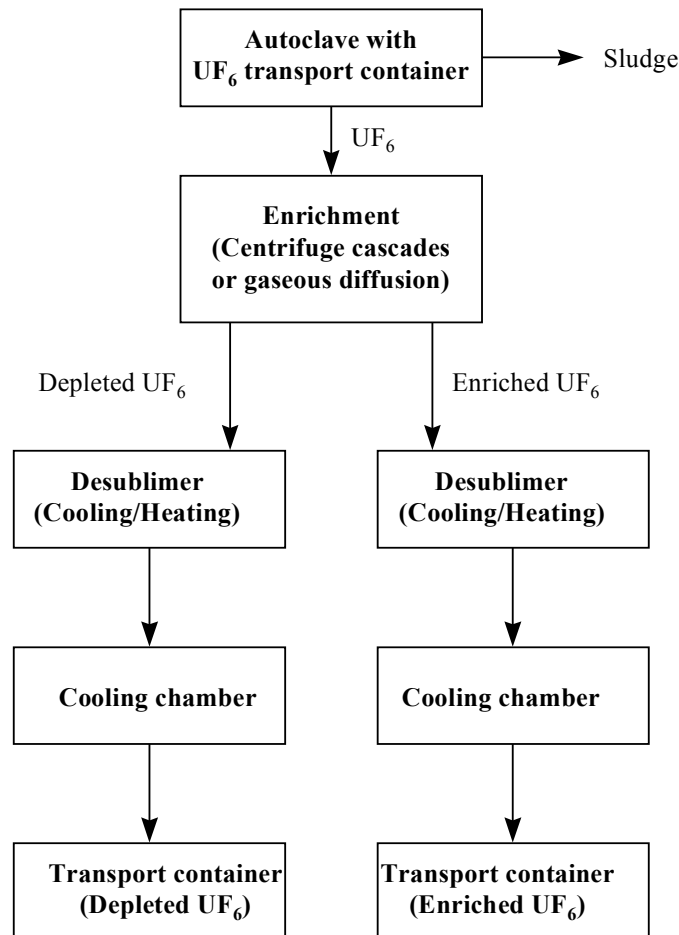 Autoclave with
UF₆ transport container
Sludge
UF₆
Enrichment
(Centrifuge cascades
or gaseous diffusion)
Depleted UF₆
Enriched UF₆
Desublimer
(Cooling/Heating)
Desublimer
(Cooling/Heating)
Cooling chamber
Cooling chamber
Transport container
(Depleted UF₆)
Transport container
(Enriched UF₆)